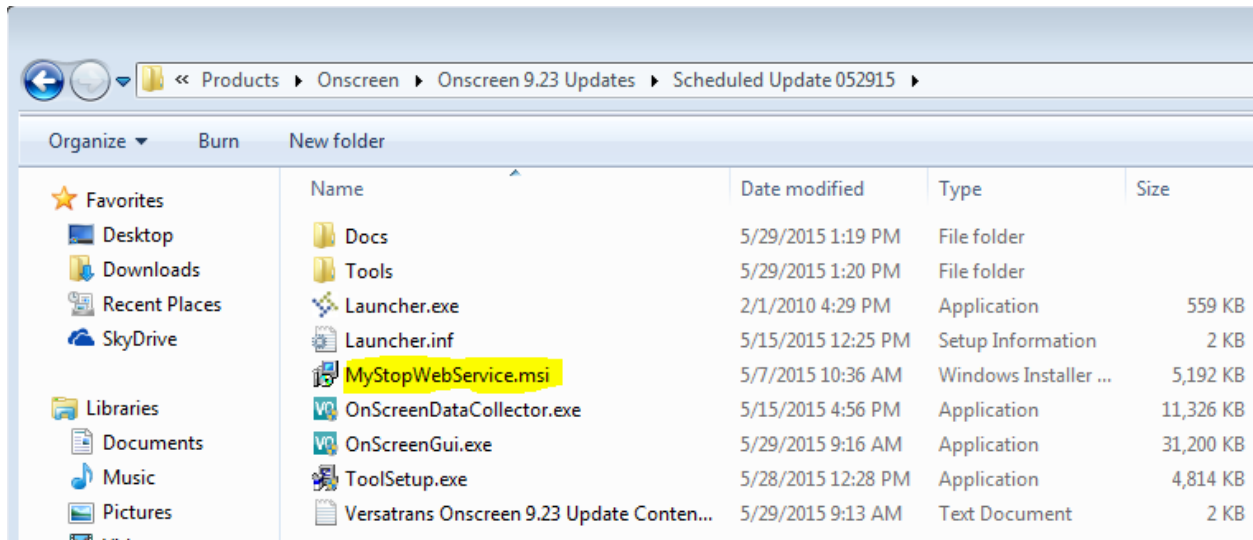 « Products ▸ Onscreen ▸ Onscreen 9.23 Updates ▸ Scheduled Update 052915 ▸
Organize ▾ Burn New folder
Name Date modified Type Size
Favorites
Desktop
Downloads
Recent Places
SkyDrive
Libraries
Documents
Music
Pictures
Docs 5/29/2015 1:19 PM File folder
Tools 5/29/2015 1:20 PM File folder
Launcher.exe 2/1/2010 4:29 PM Application 559 KB
Launcher.inf 5/15/2015 12:25 PM Setup Information 2 KB
MyStopWebService.msi 5/7/2015 10:36 AM Windows Installer ... 5,192 KB
OnScreenDataCollector.exe 5/15/2015 4:56 PM Application 11,326 KB
OnScreenGui.exe 5/29/2015 9:16 AM Application 31,200 KB
ToolSetup.exe 5/28/2015 12:28 PM Application 4,814 KB
Versatrans Onscreen 9.23 Update Conten... 5/29/2015 9:13 AM Text Document 2 KB